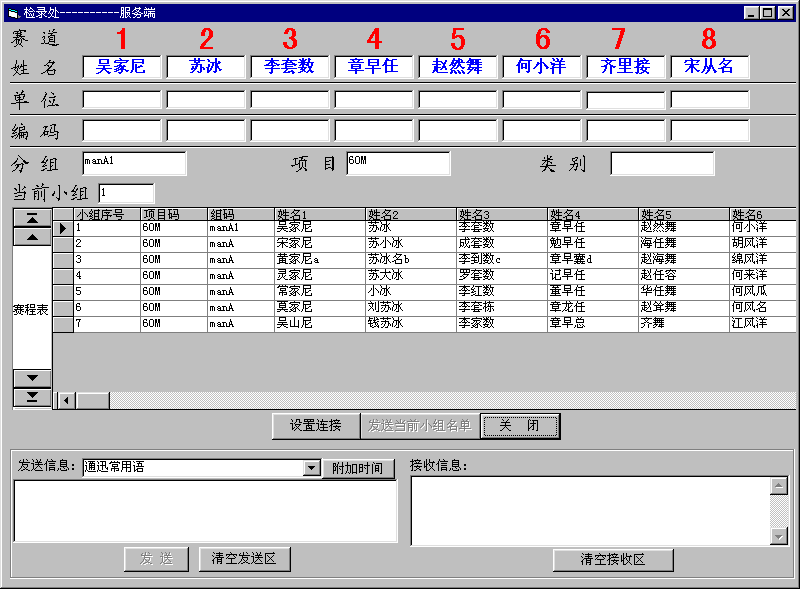 检录处----------服务端
赛 道 1 2 3 4 5 6 7 8
姓 名 吴家尼 苏冰 李套数 章早任 赵然舞 何小洋 齐里接 宋从名
单 位
编 码
分 组 manA1 项 目 60M 类 别
当前小组 1
小组序号 项目码 组码 姓名1 姓名2 姓名3 姓名4 姓名5 姓名6
1 60M manA1 吴家尼 苏冰 李套数 章早任 赵然舞 何小洋
2 60M manA 宋家尼 苏小冰 成套数 勉早任 海任舞 胡风洋
3 60M manA 黄家尼a 苏冰名b 李到数c 章早囊d 赵海舞 绵风洋
4 60M manA 灵家尼 苏大冰 罗套数 记早任 赵任容 何来洋
5 60M manA 常家尼 小冰 李红数 董早任 华任舞 何风瓜
6 60M manA 莫家尼 刘苏冰 李套栋 章龙任 赵耸舞 何风名
7 60M manA 吴山尼 钱苏冰 李家数 章早总 齐舞 江风洋
赛程表
设置连接 发送当前小组名单 关 闭
发送信息: 通迅常用语 附加时间 接收信息:
发 送 清空发送区 清空接收区